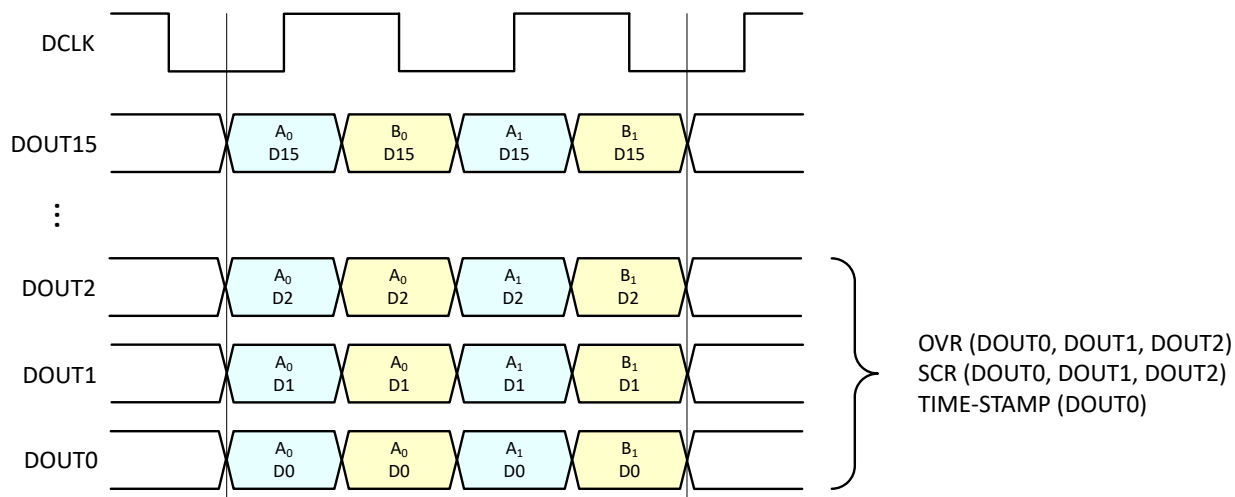 DCLK
DOUT15
A₀ B₀ A₁ B₁
D15 D15 D15 D15
⋮
DOUT2
A₀ A₀ A₁ B₁
D2 D2 D2 D2
DOUT1
A₀ A₀ A₁ B₁
D1 D1 D1 D1
DOUT0
A₀ A₀ A₁ B₁
D0 D0 D0 D0
OVR (DOUT0, DOUT1, DOUT2)
SCR (DOUT0, DOUT1, DOUT2)
TIME-STAMP (DOUT0)